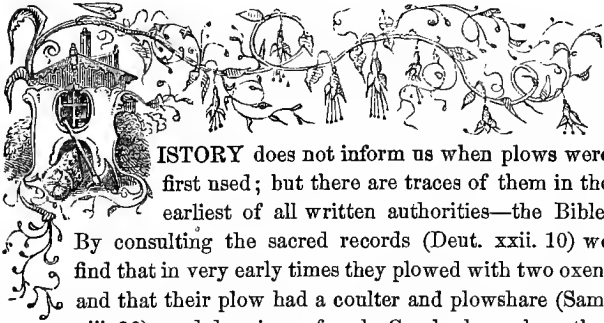 HISTORY does not inform us when plows were
first used; but there are traces of them in the
earliest of all written authorities—the Bible
By consulting the sacred records (Deut. xxii. 10) we
find that in very early times they plowed with two oxen
and that their plow had a coulter and plowshare (Sam